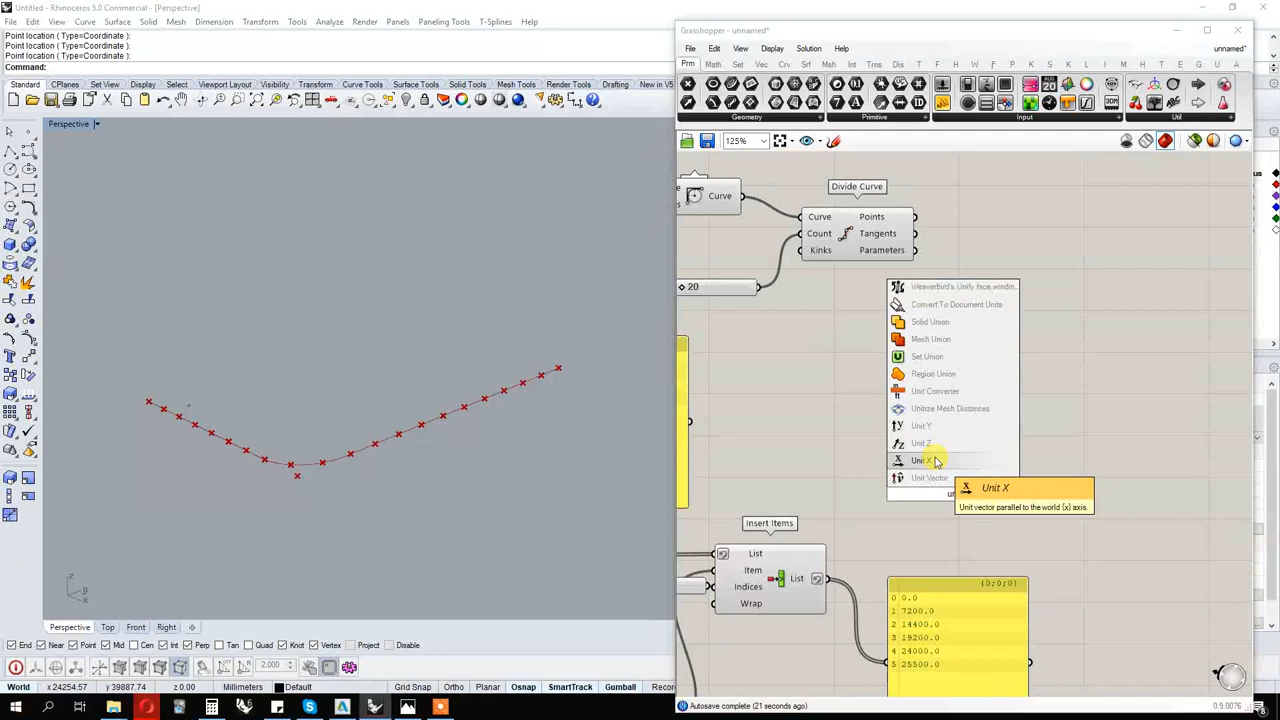 Untitled - Rhinoceros 5.0 Commercial - [Perspective]
File Edit View Curve Surface Solid Mesh Dimension Transform Tools Analyze Render Panels Paneling Tools T-Splines Help
Point location ( Type=Coordinate ):
Point location ( Type=Coordinate ):
Point location ( Type=Coordinate ):
Command:
Standard CPlanes Set View Display Select Viewport Layout Visibility Transform Curve Tools Surface Tools Solid Tools Mesh Tools Render Tools Drafting New in V5
Perspective
Grasshopper - unnamed*
File Edit View Display Solution Help unnamed*
Prm Math Set Vec Crv Srf Msh Int Trns Dis
Geometry Primitive Input Util
125%
Divide Curve
Curve
Curve Points
Count Tangents
Kinks Parameters
20
Weaverbird's Unify face windin...
Convert To Document Units
Solid Union
Mesh Union
Set Union
Region Union
Unit Converter
Unitize Mesh Distances
Unit Y
Unit Z
Unit X
Unit Vector
Unit X
Unit vector parallel to the world {x} axis.
Insert Items
List
Item
Indices
Wrap
List
{0;0;0}
0 0.0
1 7200.0
2 14400.0
3 19200.0
4 24000.0
5 25500.0
z
y
x
Perspective Top Front Right
End Near Point Mid Cen Int Perp Tan Quad Knot Vertex Project Disable
2.000
World x 24254.57 y 39887.74 z 0.00 Millimeters Default Grid Snap Ortho Planar Osnap SmartTrack Gumball
Autosave complete (21 seconds ago)
0.9.0076